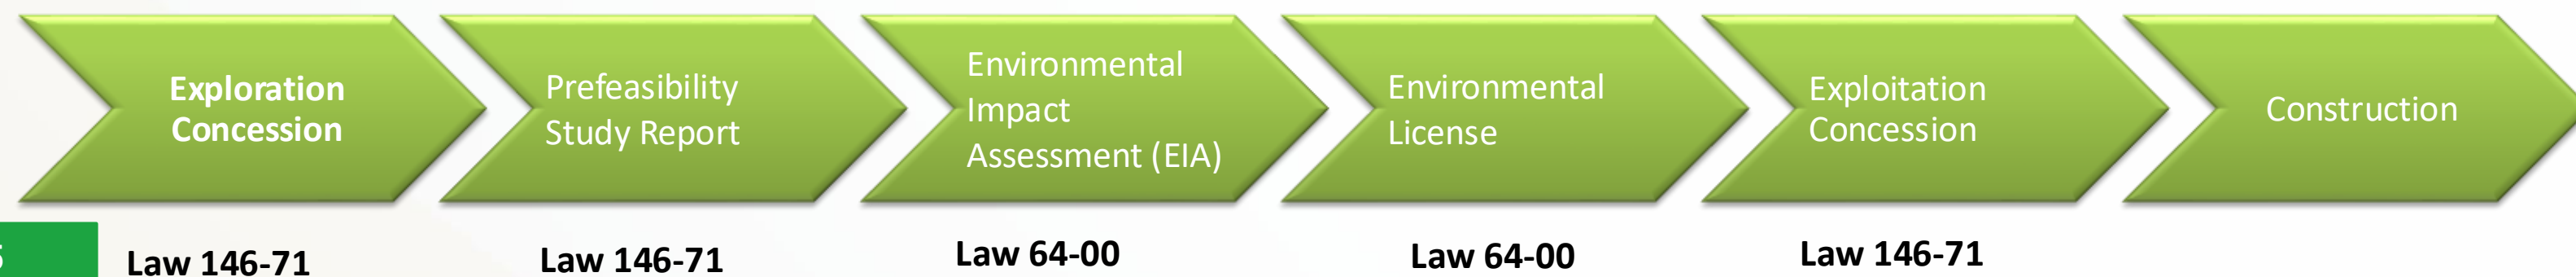 Exploration
Concession
Prefeasibility
Study Report
Environmental
Impact
Assessment (EIA)
Environmental
License
Exploitation
Concession
Construction
Law 146-71
Law 146-71
Law 64-00
Law 64-00
Law 146-71